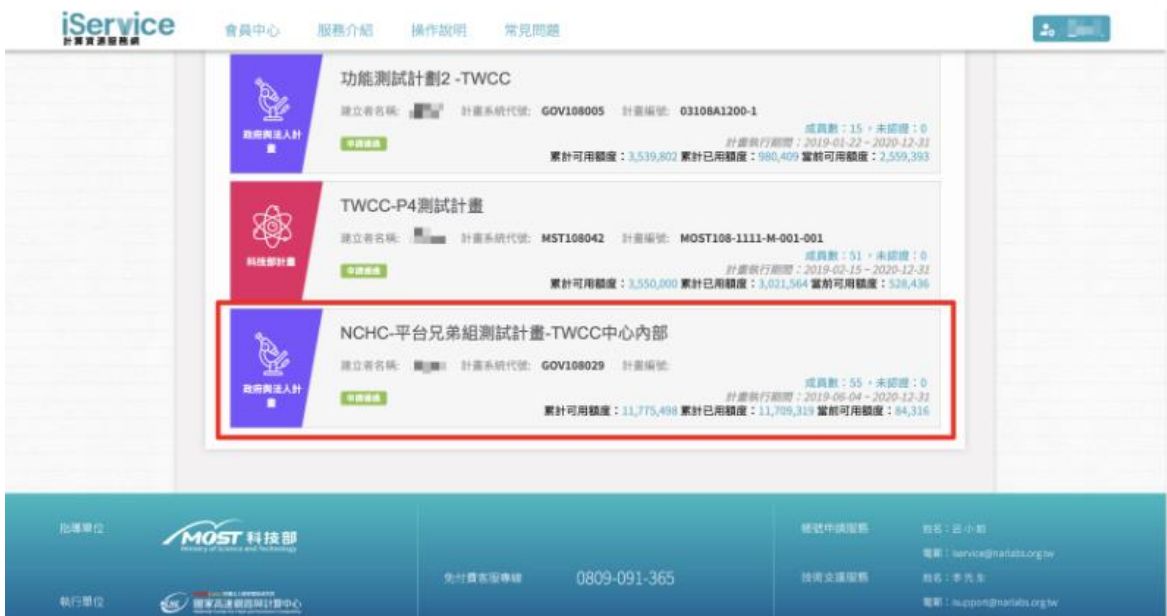 iService
計算資源服務網
會員中心 服務介紹 操作說明 常見問題
功能測試計劃2 -TWCC
建立者名稱: 計畫系統代號: GOV108005 計畫編號: 03108A1200-1
政府與法人計畫
申請通過
成員數：15，未認證：0
計畫執行期間：2019-01-22 ~ 2020-12-31
累計可用額度：3,539,802 累計已用額度：980,409 當前可用額度：2,559,393
TWCC-P4測試計畫
建立者名稱: 計畫系統代號: MST108042 計畫編號: MOST108-1111-M-001-001
科技部計畫
申請通過
成員數：51，未認證：0
計畫執行期間：2019-02-15 ~ 2020-12-31
累計可用額度：3,550,000 累計已用額度：3,021,564 當前可用額度：528,436
NCHC-平台兄弟組測試計畫-TWCC中心內部
建立者名稱: 計畫系統代號: GOV108029 計畫編號:
政府與法人計畫
申請通過
成員數：55，未認證：0
計畫執行期間：2019-06-04 ~ 2020-12-31
累計可用額度：11,775,498 累計已用額度：11,709,319 當前可用額度：84,316
指導單位
MOST 科技部
Ministry of Science and Technology
執行單位
國家高速網路與計算中心
免付費客服專線 0809-091-365
帳號申請服務
姓名：呂小姐
電郵：iservice@narlabs.org.tw
技術支援服務
姓名：李先生
電郵：isupport@narlabs.org.tw